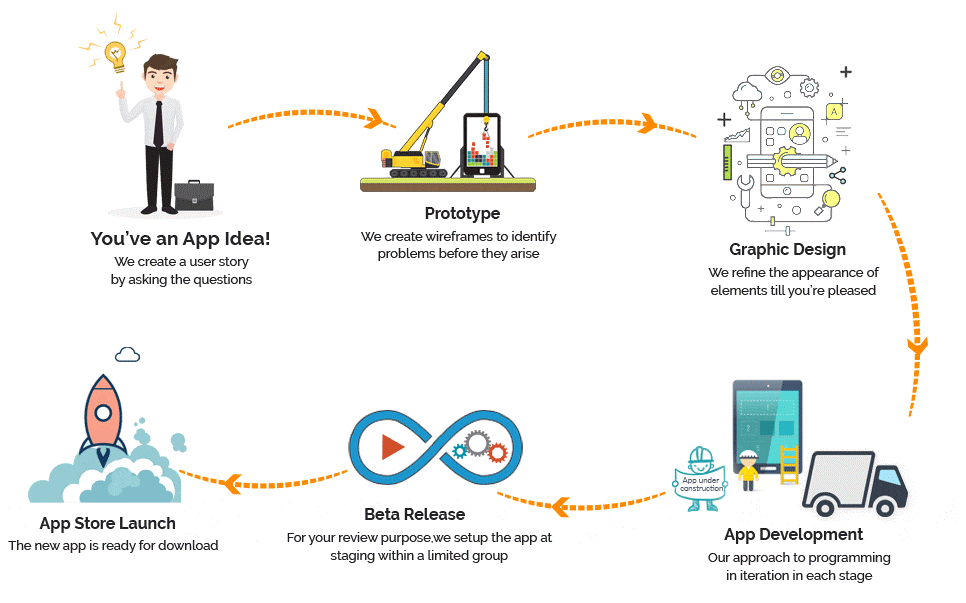 You've an App Idea!
We create a user story
by asking the questions
Prototype
We create wireframes to identify
problems before they arise
A
Graphic Design
We refine the appearance of
elements till you're pleased
App under
construction
App Development
Our approach to programming
in iteration in each stage
Beta Release
For your review purpose,we setup the app at
staging within a limited group
App Store Launch
The new app is ready for download